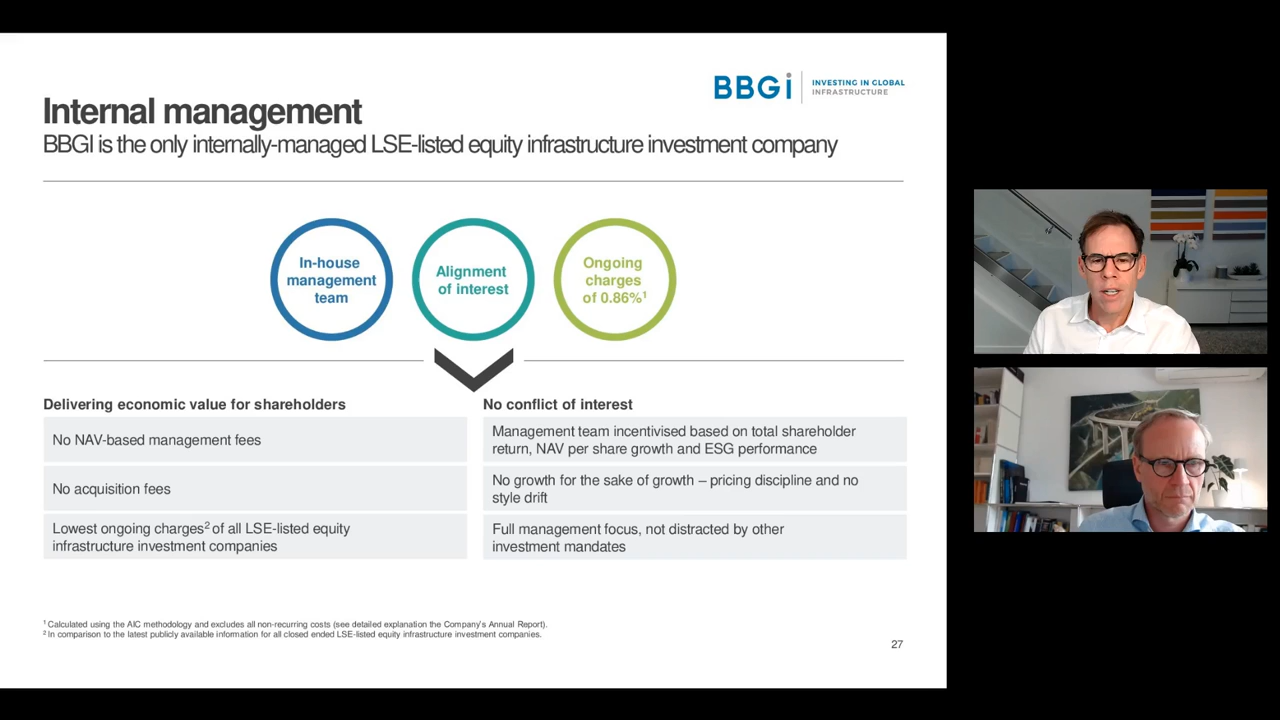 BBGi
INVESTING IN GLOBAL
INFRASTRUCTURE
Internal management
BBGI is the only internally-managed LSE-listed equity infrastructure investment company
In-house
management
team
Alignment
of interest
Ongoing
charges
of 0.86%¹
Delivering economic value for shareholders
No NAV-based management fees
No acquisition fees
Lowest ongoing charges² of all LSE-listed equity
infrastructure investment companies
No conflict of interest
Management team incentivised based on total shareholder
return, NAV per share growth and ESG performance
No growth for the sake of growth – pricing discipline and no
style drift
Full management focus, not distracted by other
investment mandates
¹ Calculated using the AIC methodology and excludes all non-recurring costs (see detailed explanation the Company's Annual Report).
² In comparison to the latest publicly available information for all closed ended LSE-listed equity infrastructure investment companies.
27